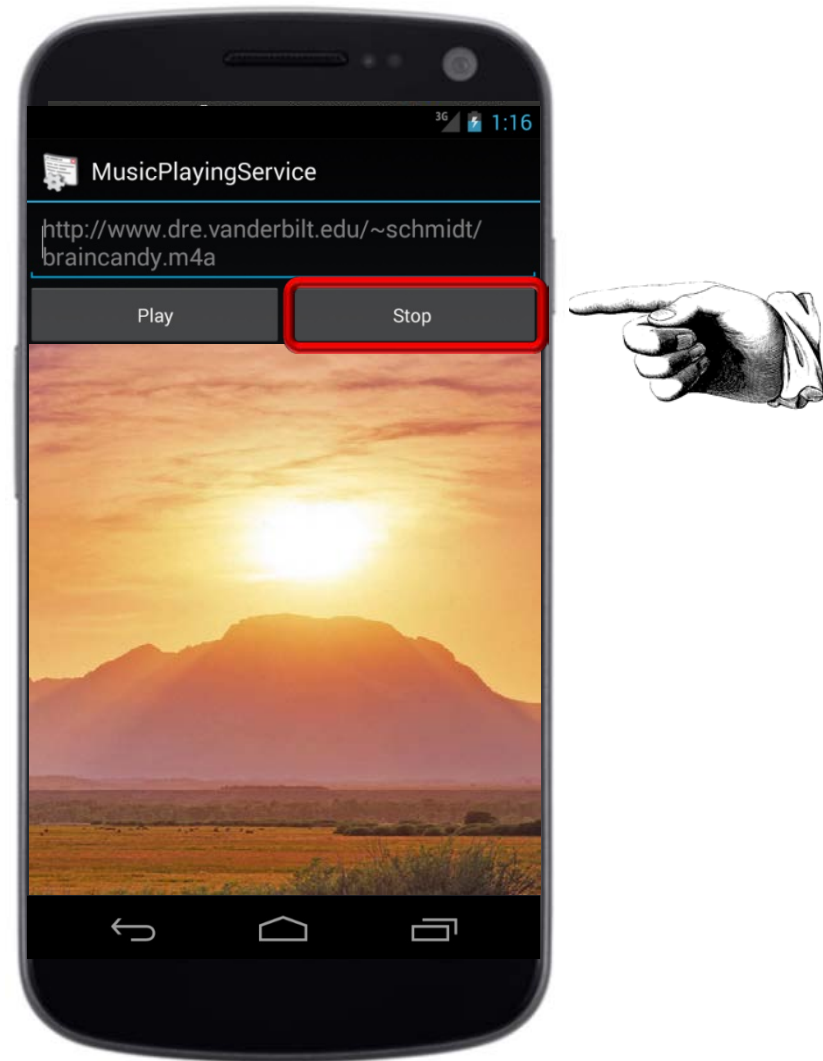 3G 1:16
MusicPlayingService
http://www.dre.vanderbilt.edu/~schmidt/
braincandy.m4a
Play Stop